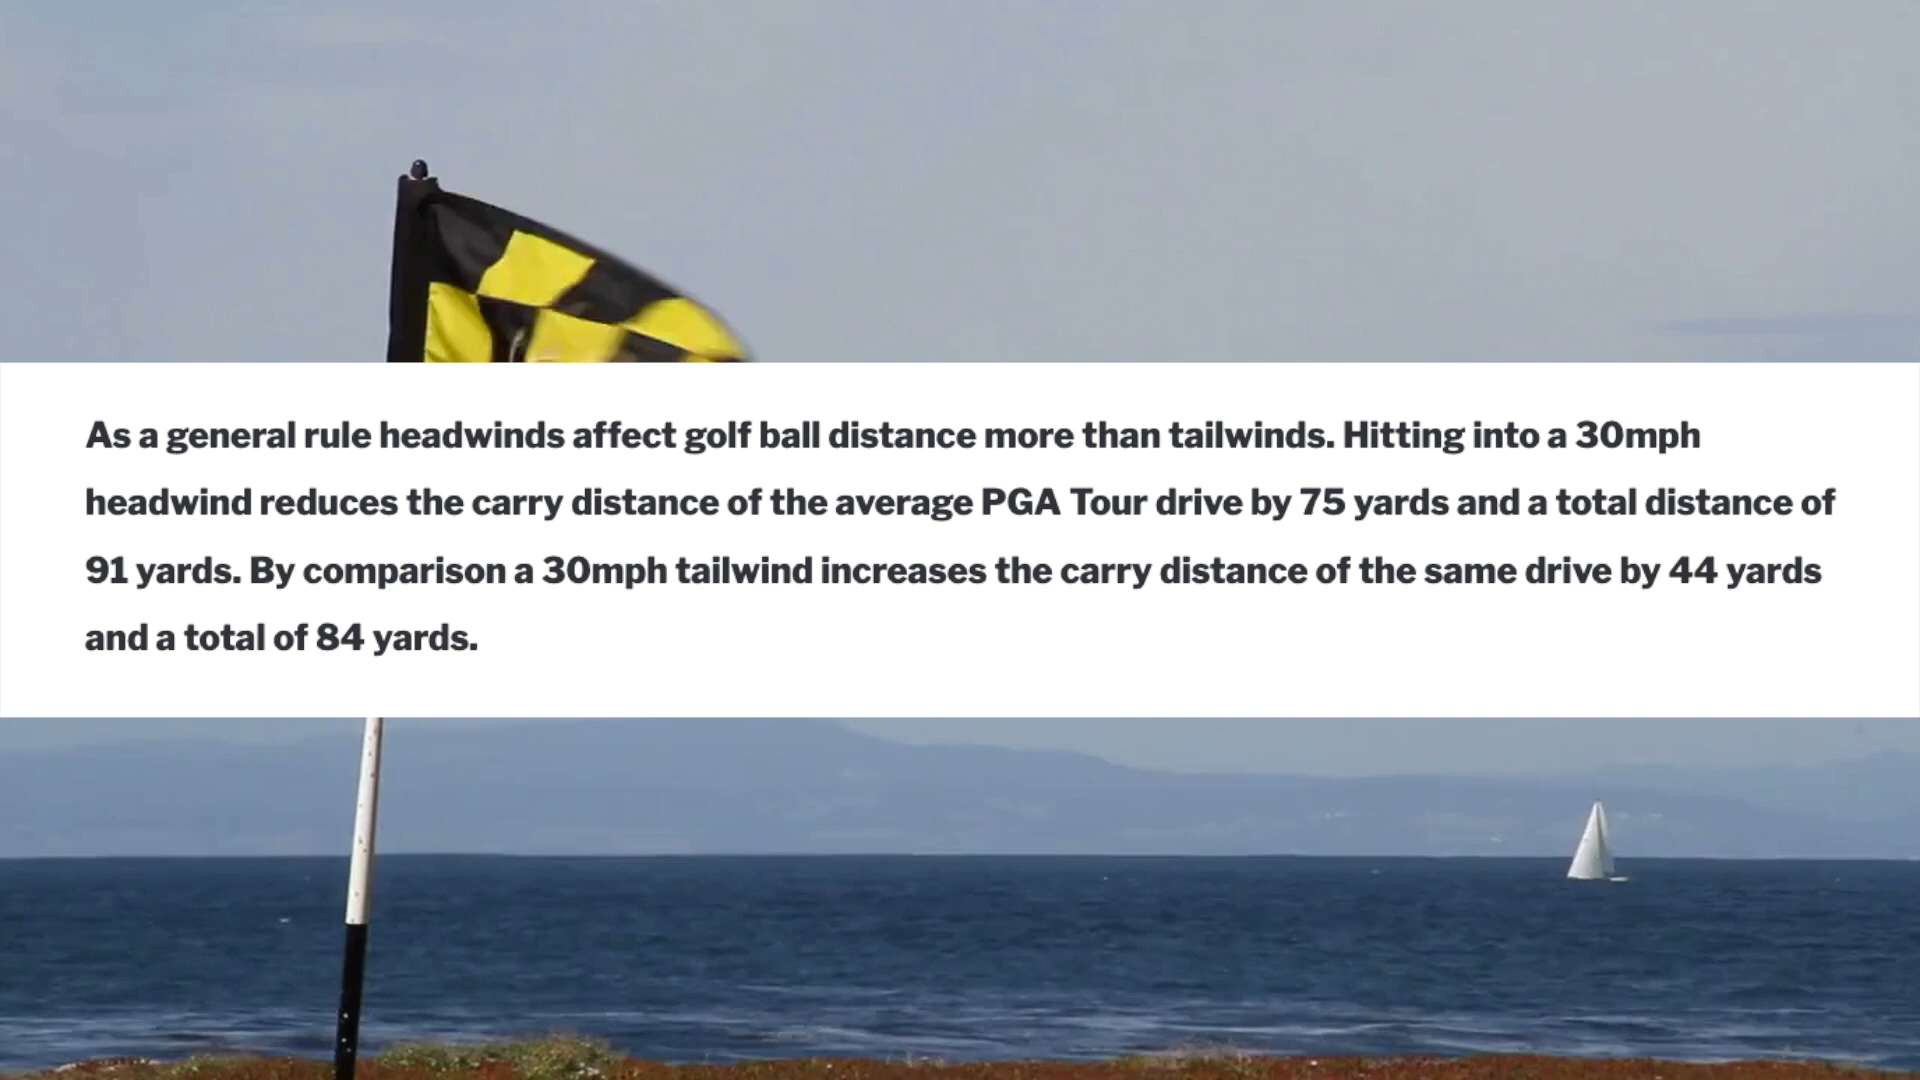 As a general rule headwinds affect golf ball distance more than tailwinds. Hitting into a 30mph
headwind reduces the carry distance of the average PGA Tour drive by 75 yards and a total distance of
91 yards. By comparison a 30mph tailwind increases the carry distance of the same drive by 44 yards
and a total of 84 yards.